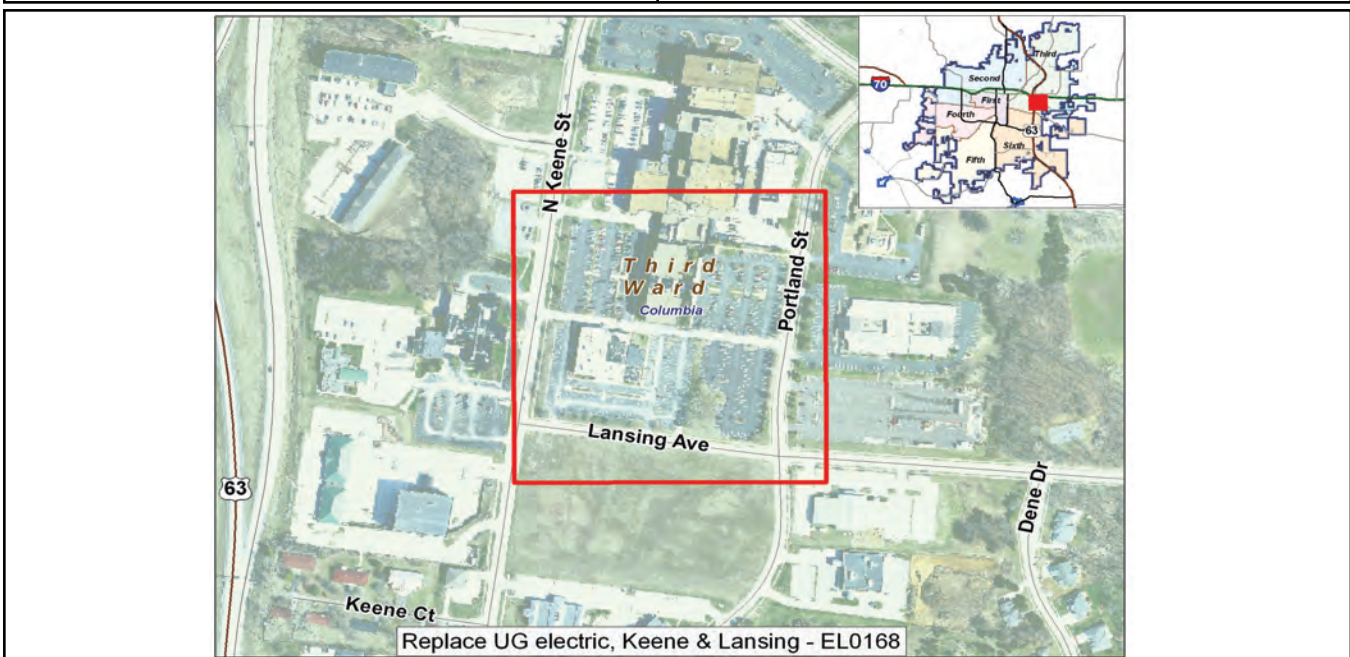 Third
Second
70
First
Fourth
63
Sixth
Fifth
N Keene St
Portland St
Third
Ward
Columbia
Lansing Ave
63
Dene Dr
Keene Ct
Replace UG electric, Keene & Lansing - EL0168